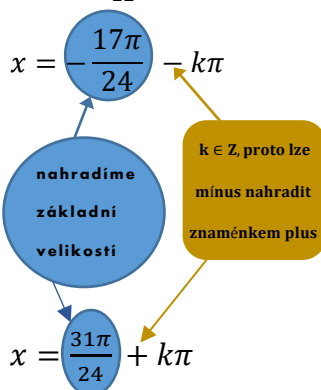 x = − 17π/24 − kπ
nahradíme
základní
velikostí
k ∈ Z, proto lze
mínus nahradit
znaménkem plus
x = 31π/24 + kπ